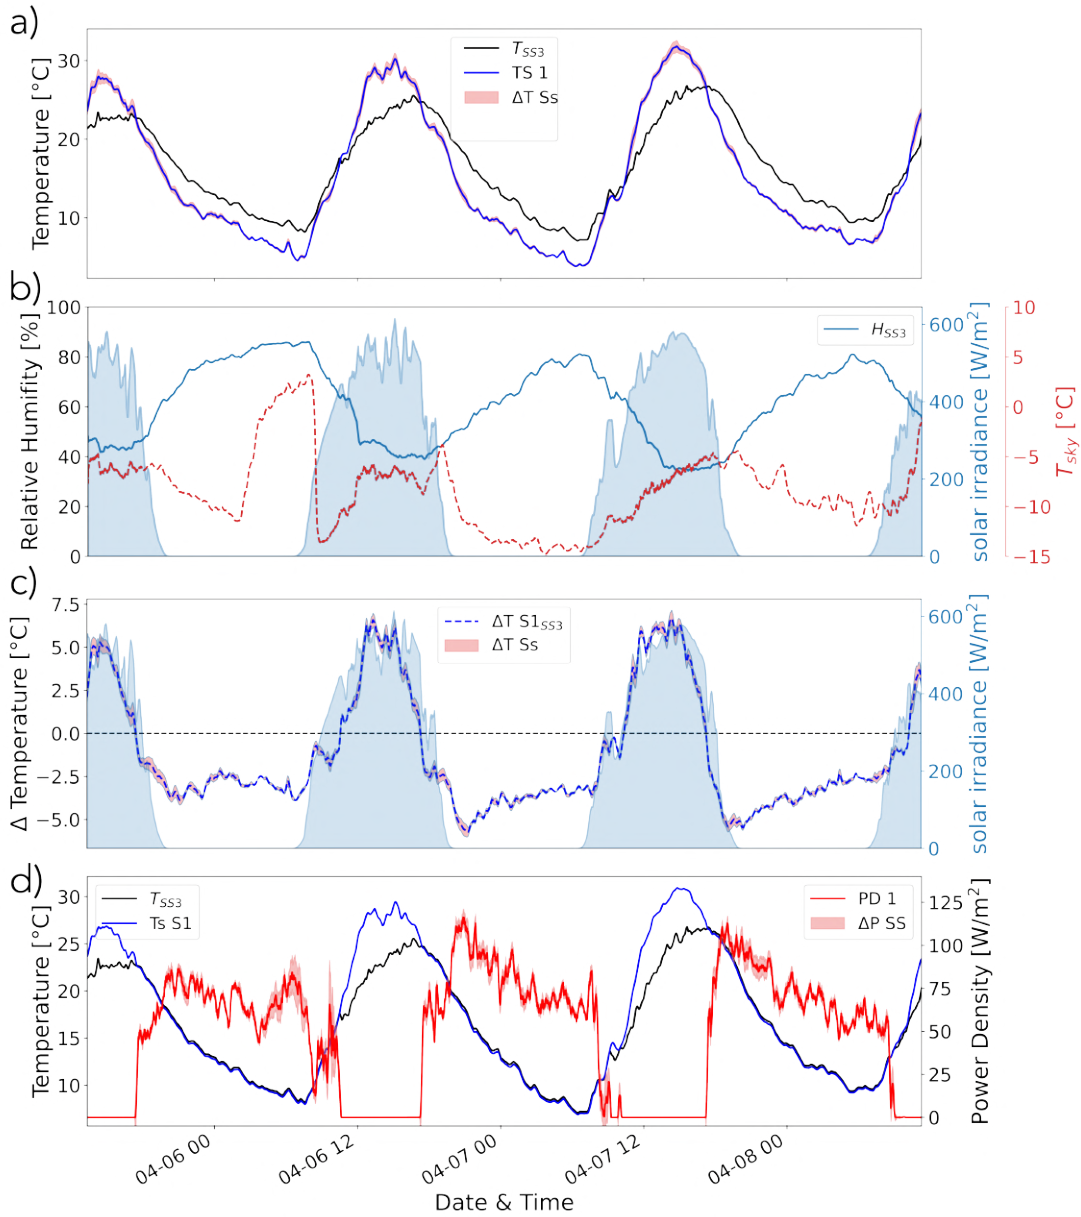 a)
Temperature [°C]
30
20
10
T_SS3
TS 1
ΔT Ss
b)
Relative Humifity [%]
100
80
60
40
20
0
H_SS3
600
400
200
0
solar irradiance [W/m²]
10
5
0
−5
−10
−15
T_sky [°C]
c)
Δ Temperature [°C]
7.5
5.0
2.5
0.0
−2.5
−5.0
ΔT S1_SS3
ΔT Ss
600
400
200
0
solar irradiance [W/m²]
d)
Temperature [°C]
30
25
20
15
10
T_SS3
Ts S1
PD 1
ΔP SS
125
100
75
50
25
0
Power Density [W/m²]
04-06 00
04-06 12
04-07 00
04-07 12
04-08 00
Date & Time